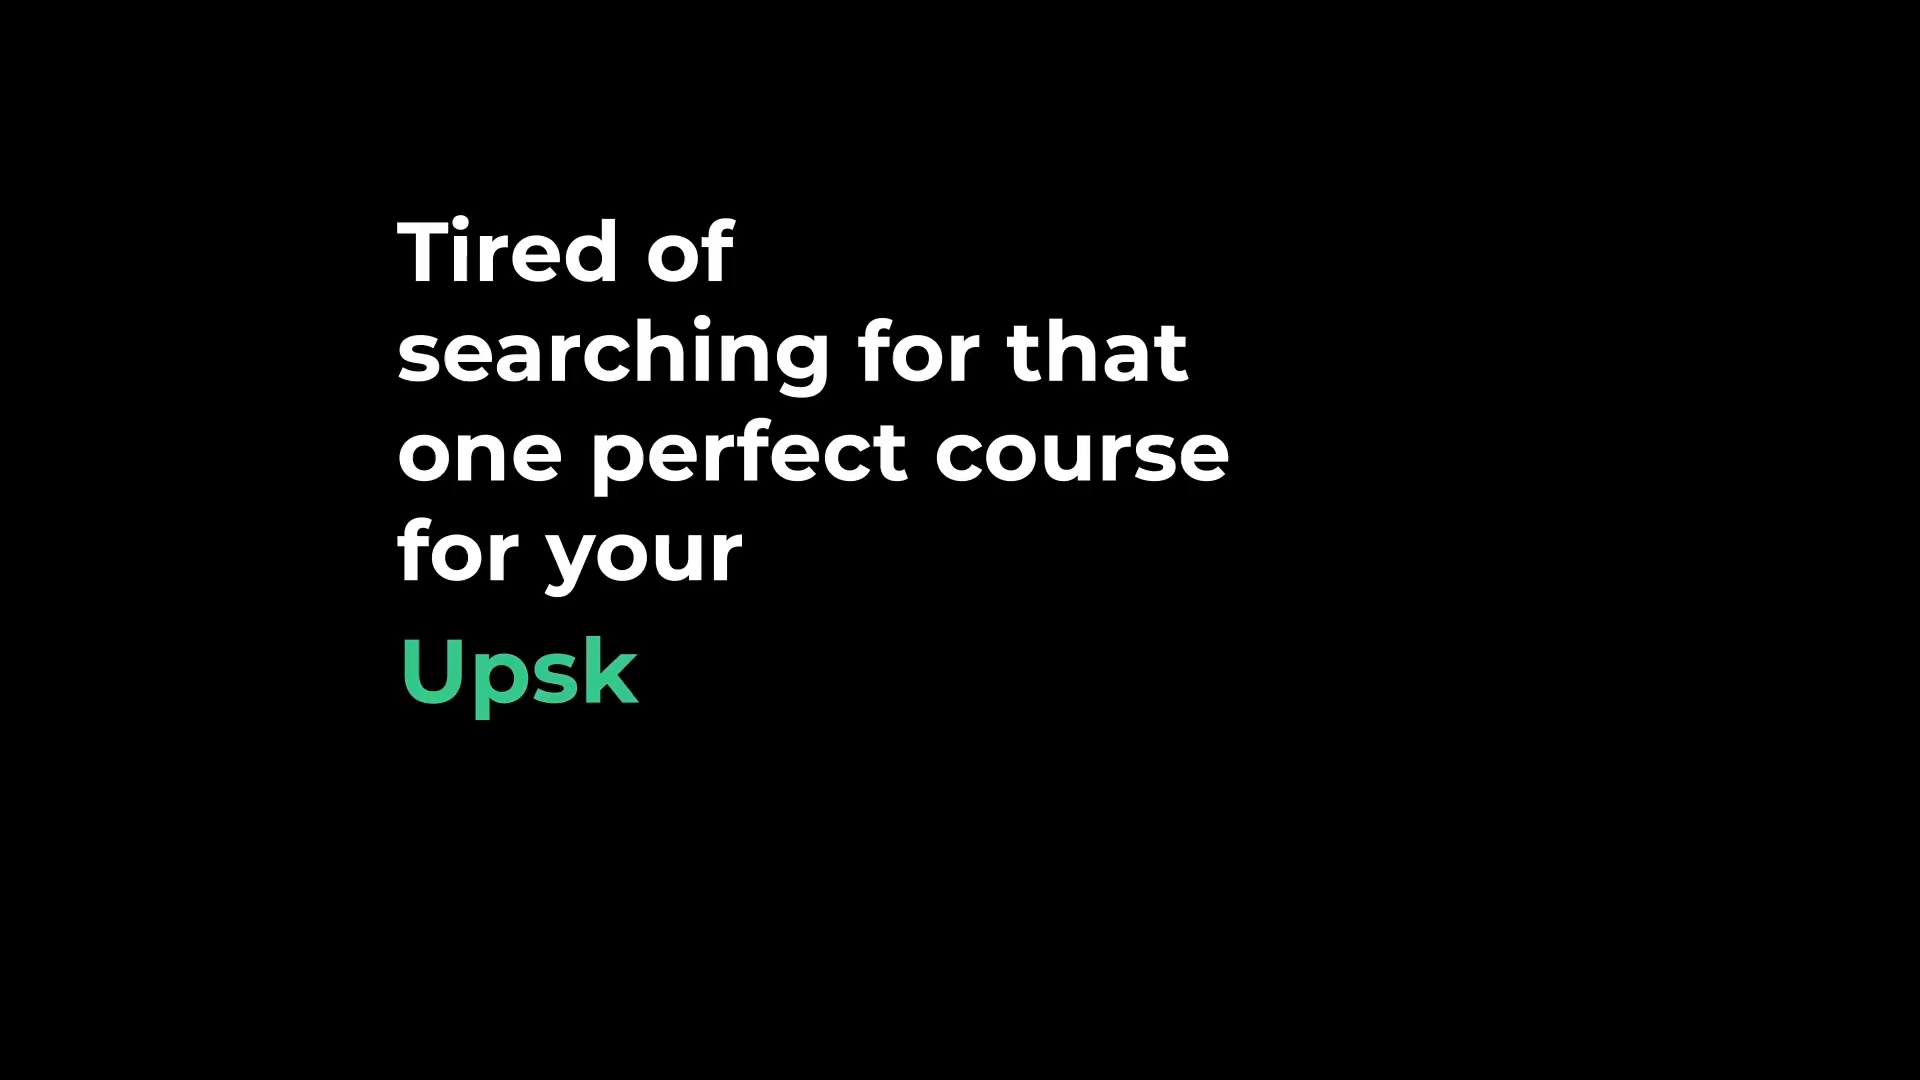 Tired of
searching for that
one perfect course
for your
Upsk